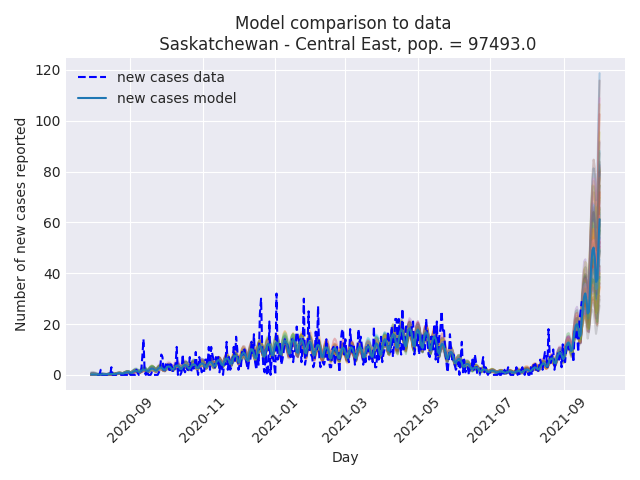 Model comparison to data
Saskatchewan - Central East, pop. = 97493.0
new cases data
new cases model
Number of new cases reported
120
100
80
60
40
20
0
2020-09
2020-11
2021-01
2021-03
2021-05
2021-07
2021-09
Day